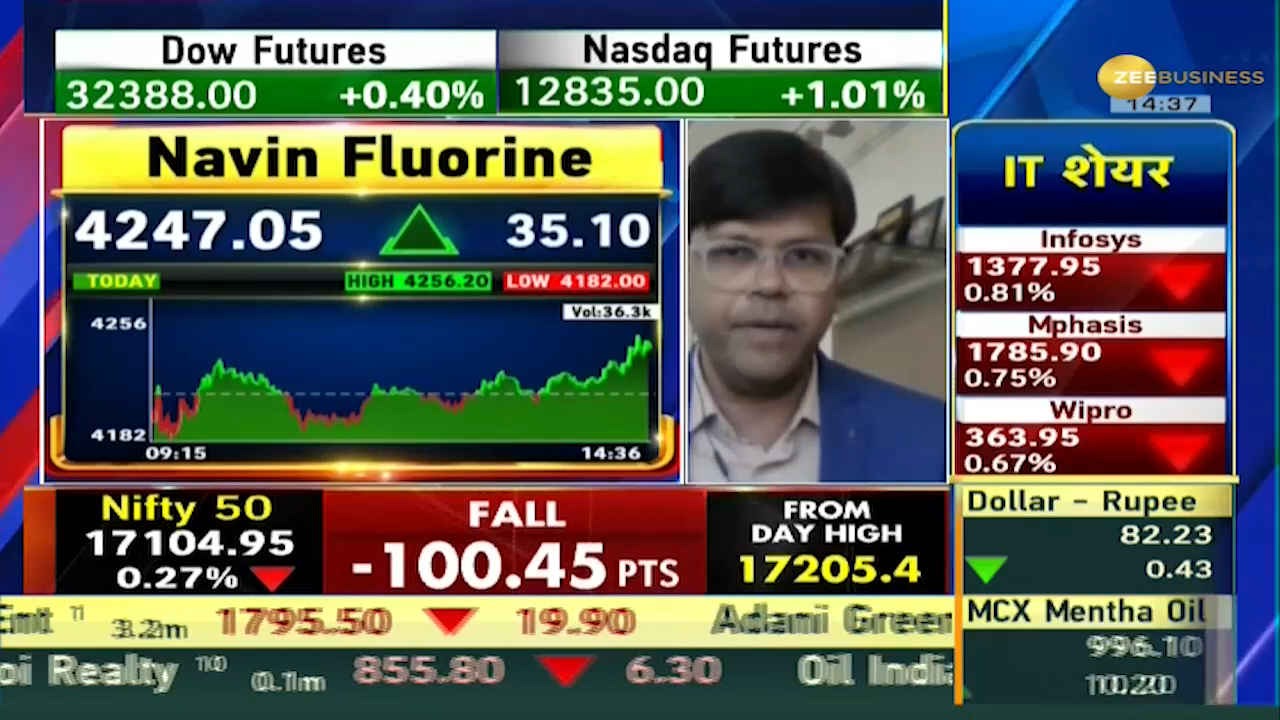 Dow Futures
32388.00 +0.40%
Nasdaq Futures
12835.00 +1.01%
ZEEBUSINESS
14:37
Navin Fluorine
4247.05 35.10
TODAY HIGH 4256.20 LOW 4182.00
Vol:36.3k
4256
4182
09:15 14:36
IT शेयर
Infosys
1377.95
0.81%
Mphasis
1785.90
0.75%
Wipro
363.95
0.67%
Nifty 50
17104.95
0.27%
FALL
-100.45 PTS
FROM
DAY HIGH
17205.4
Dollar - Rupee
82.23
0.43
MCX Mentha Oil
996.10
Ent 3.2m 1795.50 19.90 Adani Green
oi Realty 0.1m 855.80 6.30 Oil India